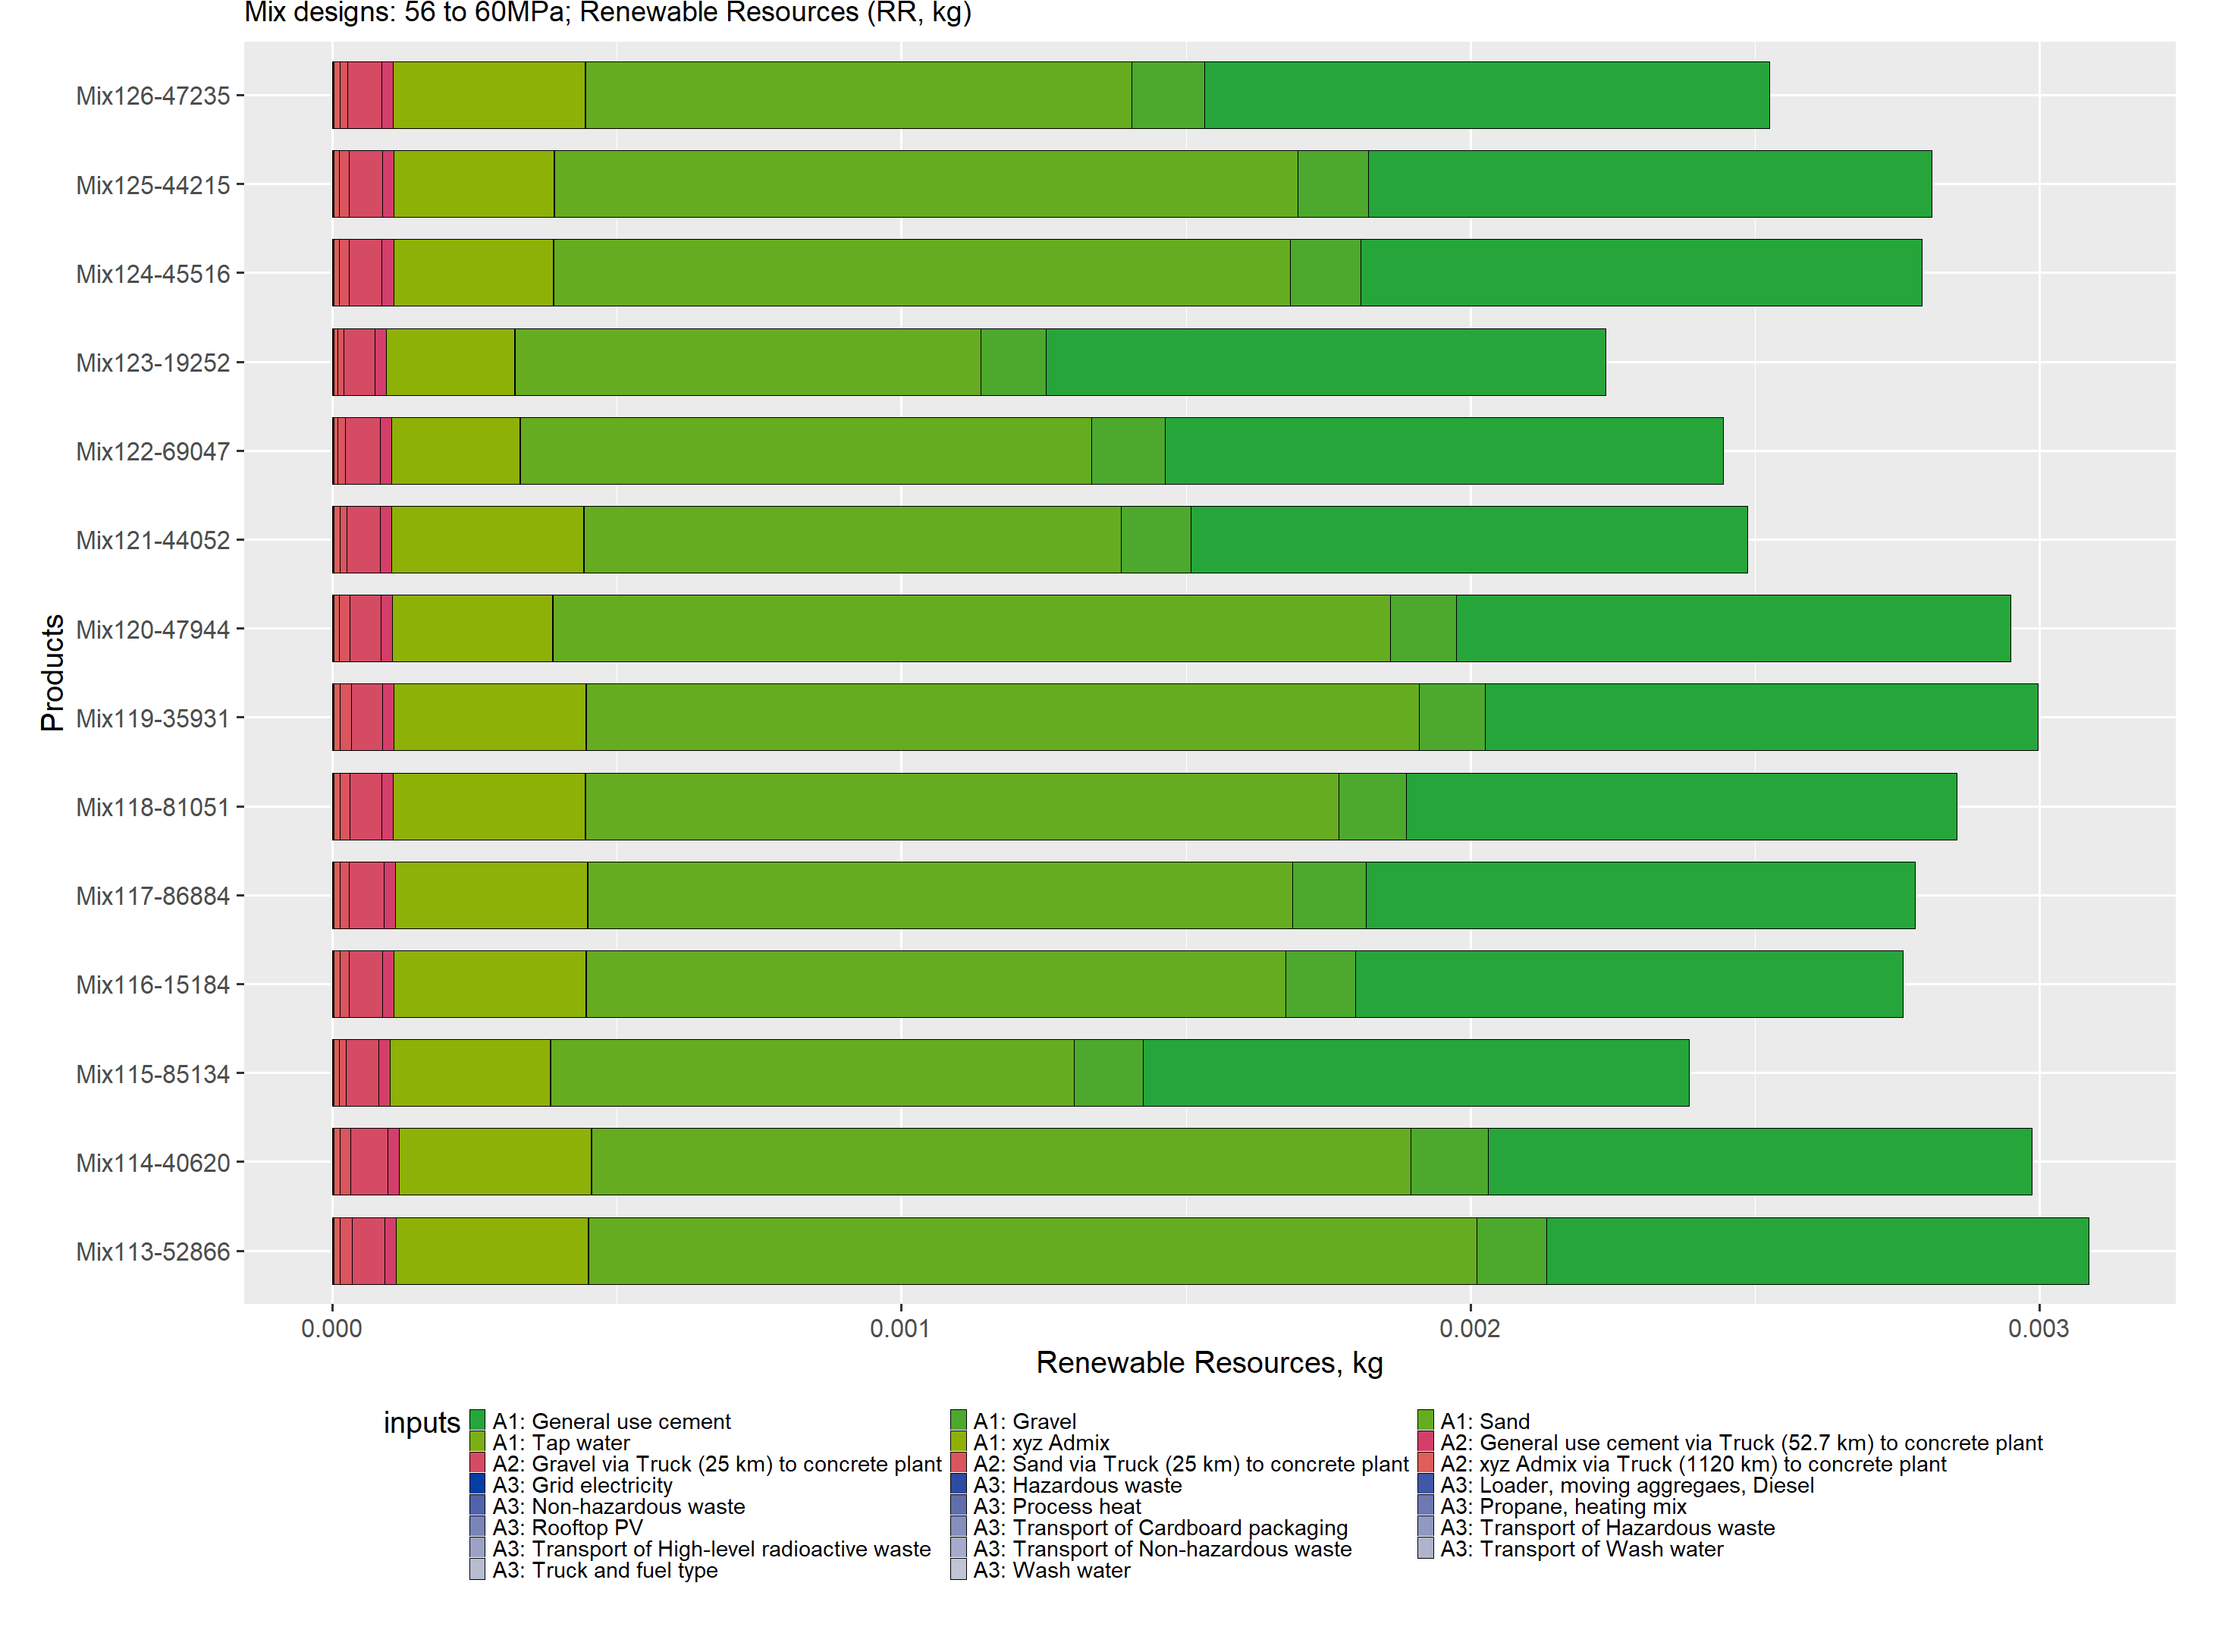 Mix designs: 56 to 60MPa; Renewable Resources (RR, kg)
Mix126-47235
Mix125-44215
Mix124-45516
Mix123-19252
Mix122-69047
Mix121-44052
Mix120-47944
Mix119-35931
Mix118-81051
Mix117-86884
Mix116-15184
Mix115-85134
Mix114-40620
Mix113-52866
Products
0.000 0.001 0.002 0.003
Renewable Resources, kg
inputs
A1: General use cement A1: Gravel A1: Sand
A1: Tap water A1: xyz Admix A2: General use cement via Truck (52.7 km) to concrete plant
A2: Gravel via Truck (25 km) to concrete plant A2: Sand via Truck (25 km) to concrete plant A2: xyz Admix via Truck (1120 km) to concrete plant
A3: Grid electricity A3: Hazardous waste A3: Loader, moving aggregaes, Diesel
A3: Non-hazardous waste A3: Process heat A3: Propane, heating mix
A3: Rooftop PV A3: Transport of Cardboard packaging A3: Transport of Hazardous waste
A3: Transport of High-level radioactive waste A3: Transport of Non-hazardous waste A3: Transport of Wash water
A3: Truck and fuel type A3: Wash water